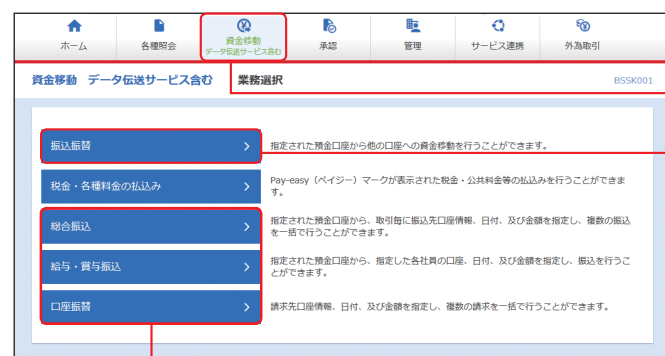 ホーム
各種照会
資金移動
データ伝送サービス含む
承認
管理
サービス連携
外為取引
資金移動 データ伝送サービス含む
業務選択
BSSK001
振込振替
指定された預金口座から他の口座への資金移動を行うことができます。
税金・各種料金の払込み
Pay-easy（ペイジー）マークが表示された税金・公共料金等の払込みを行うことができま
す。
総合振込
指定された預金口座から、取引毎に振込先口座情報、日付、及び金額を指定し、複数の振込
を一括で行うことができます。
給与・賞与振込
指定された預金口座から、指定した各社員の口座、日付、及び金額を指定し、振込を行うこ
とができます。
口座振替
請求先口座情報、日付、及び金額を指定し、複数の請求を一括で行うことができます。